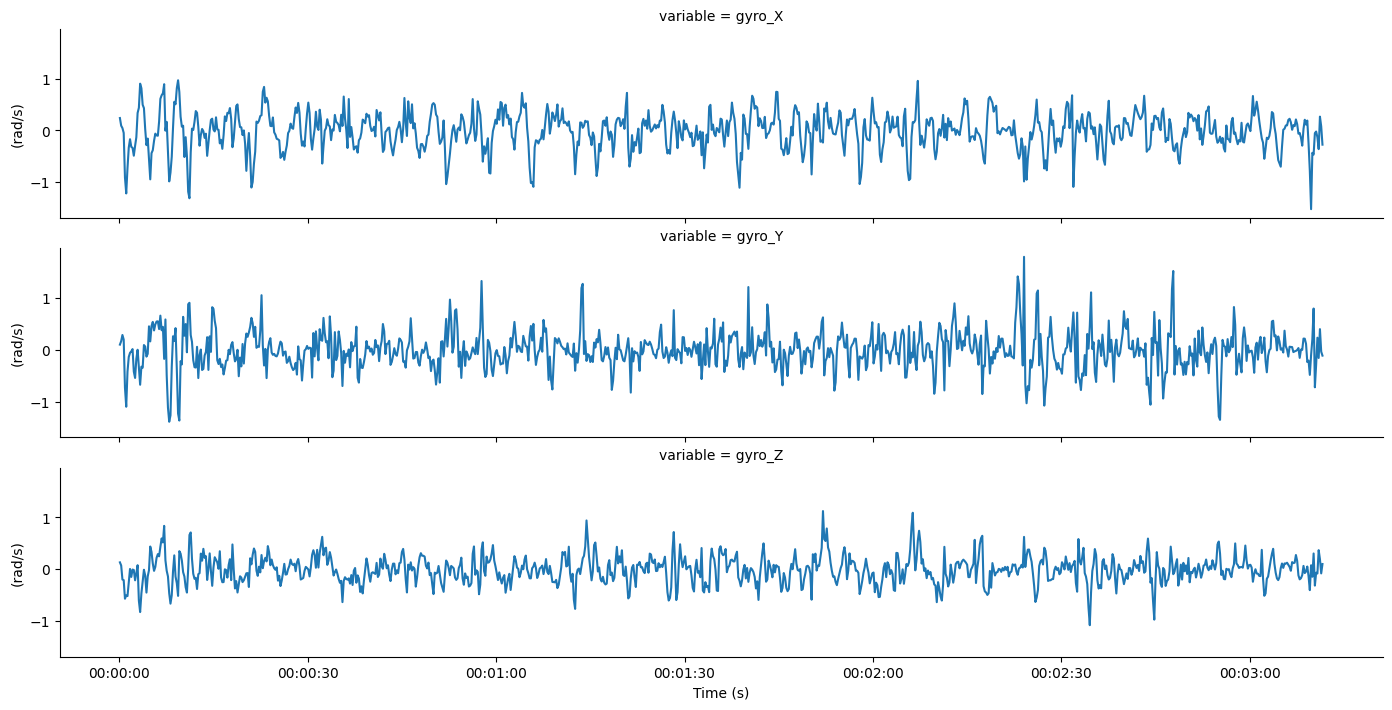 variable = gyro_X
1
0
−1
(rad/s)
variable = gyro_Y
1
0
−1
(rad/s)
variable = gyro_Z
1
0
−1
(rad/s)
00:00:00 00:00:30 00:01:00 00:01:30 00:02:00 00:02:30 00:03:00
Time (s)